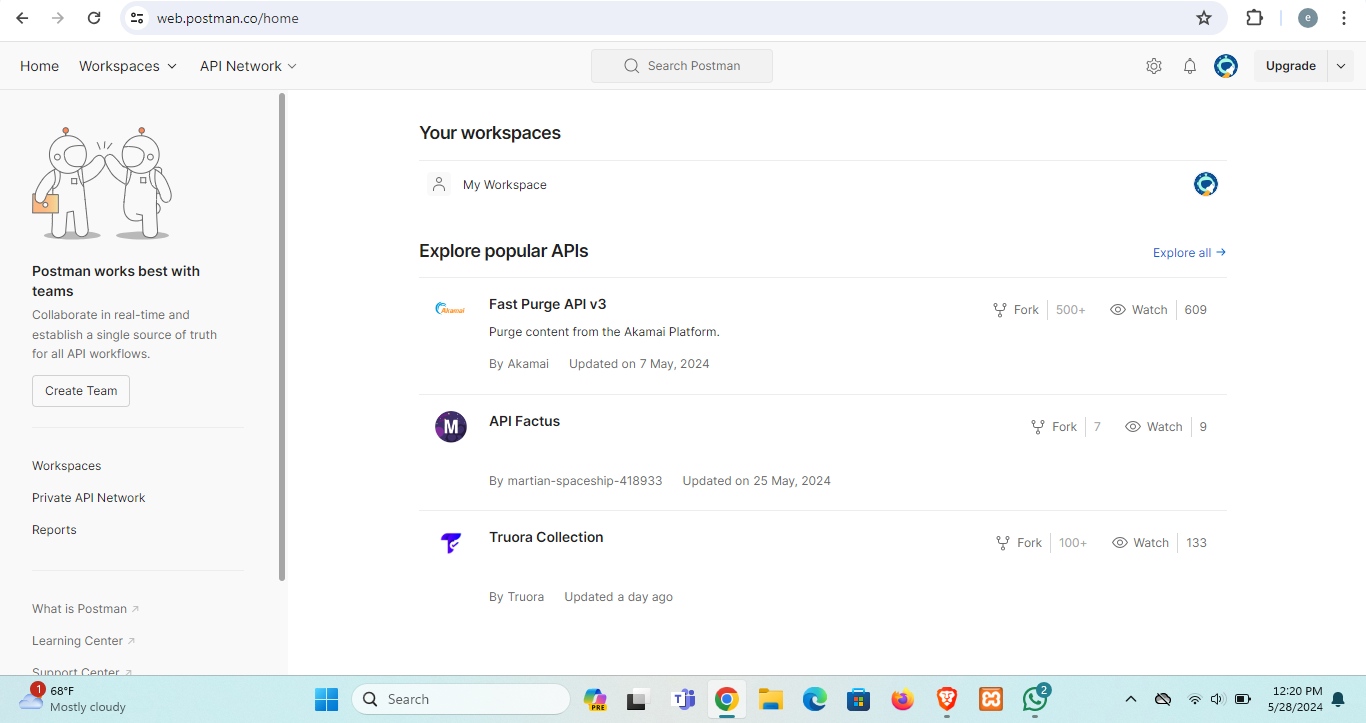 web.postman.co/home
e
Home Workspaces API Network Search Postman Upgrade
Postman works best with
teams
Collaborate in real-time and
establish a single source of truth
for all API workflows.
Create Team
Workspaces
Private API Network
Reports
What is Postman
Learning Center
Support Center
Your workspaces
My Workspace
Explore popular APIs Explore all
Akamai
Fast Purge API v3 Fork 500+ Watch 609
Purge content from the Akamai Platform.
By Akamai Updated on 7 May, 2024
M
API Factus Fork 7 Watch 9
By martian-spaceship-418933 Updated on 25 May, 2024
Truora Collection Fork 100+ Watch 133
By Truora Updated a day ago
1
68°F
Mostly cloudy
Search
PRE
T
2
12:20 PM
5/28/2024